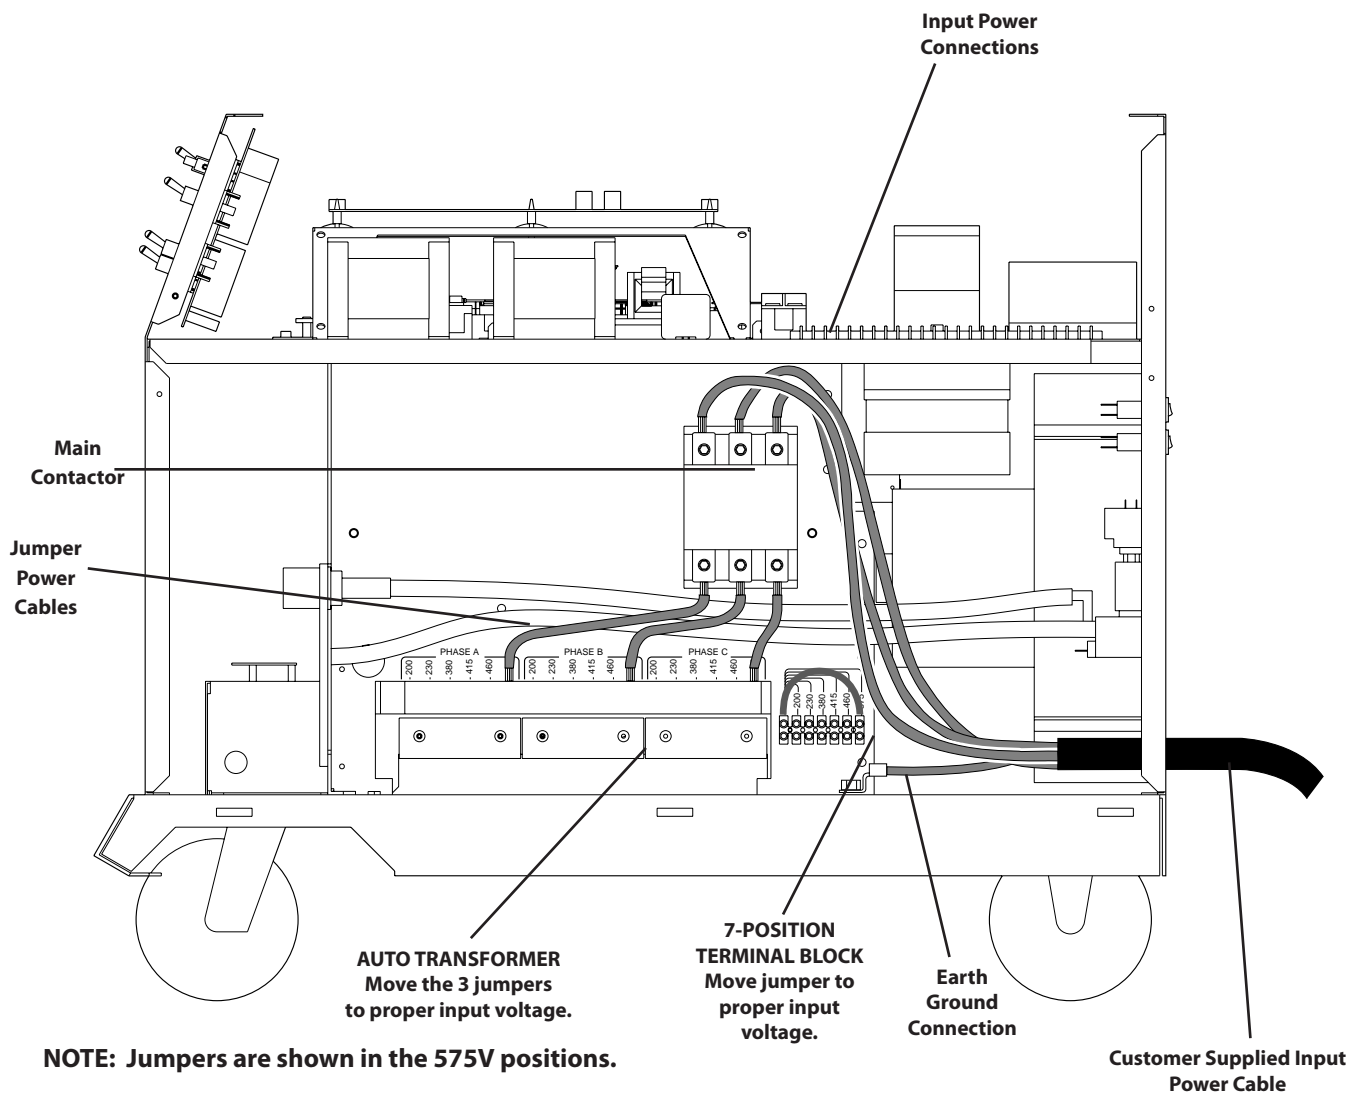 Input Power
Connections
Main
Contactor
Jumper
Power
Cables
PHASE A
PHASE B
PHASE C
200
230
380
415
460
200
230
380
415
460
200
230
380
415
460
200
230
380
415
460
575
AUTO TRANSFORMER
Move the 3 jumpers
to proper input voltage.
7-POSITION
TERMINAL BLOCK
Move jumper to
proper input
voltage.
Earth
Ground
Connection
NOTE: Jumpers are shown in the 575V positions.
Customer Supplied Input
Power Cable